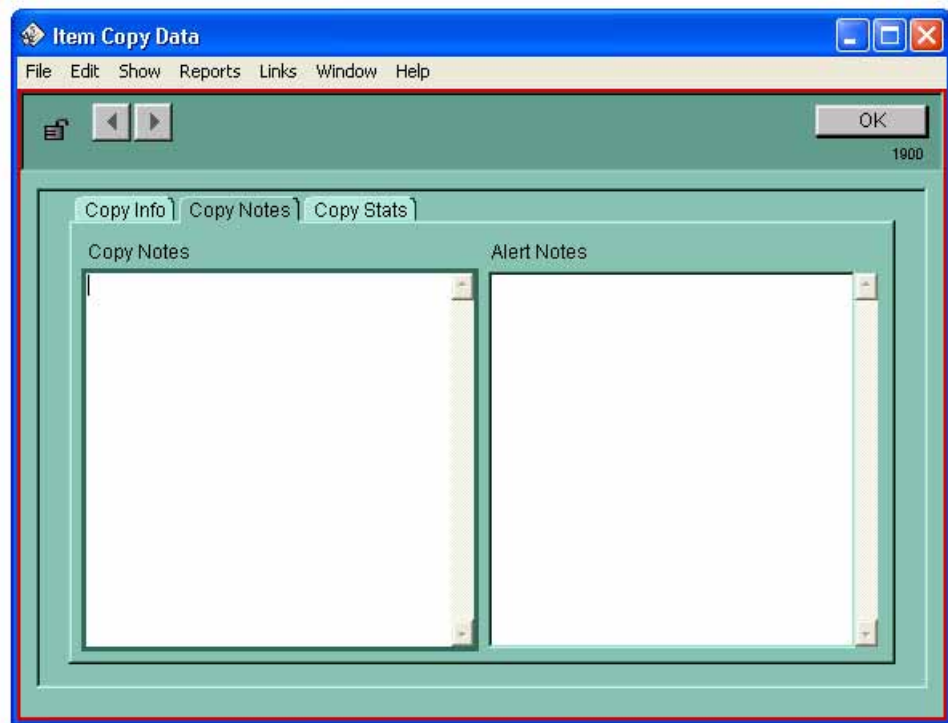 Item Copy Data
File Edit Show Reports Links Window Help
OK
1900
Copy Info Copy Notes Copy Stats
Copy Notes Alert Notes